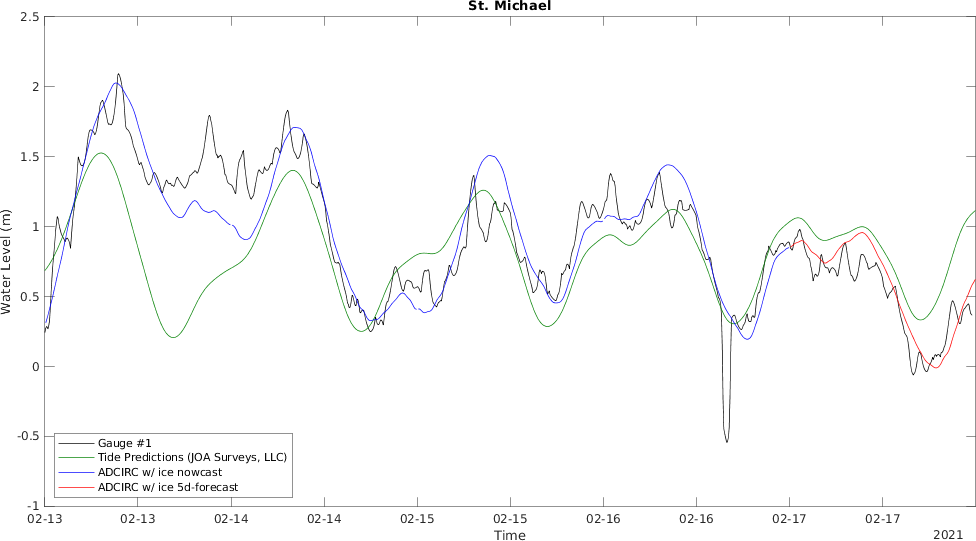 St. Michael
2.5
2
1.5
1
0.5
0
-0.5
-1
Water Level (m)
Gauge #1
Tide Predictions (JOA Surveys, LLC)
ADCIRC w/ ice nowcast
ADCIRC w/ ice 5d-forecast
02-13 02-13 02-14 02-14 02-15 02-15 02-16 02-16 02-17 02-17
Time
2021